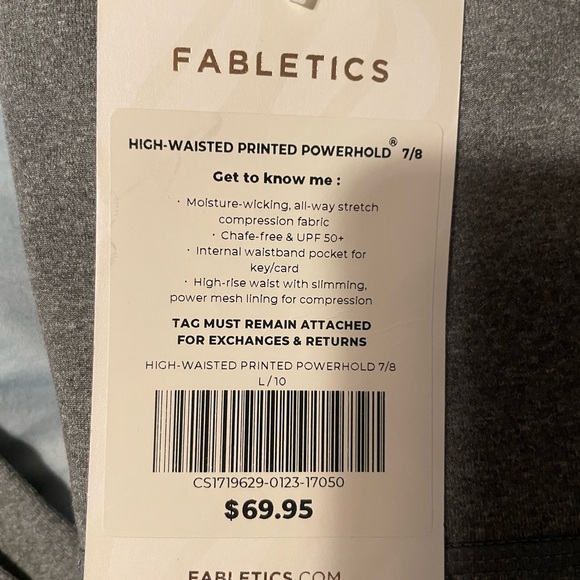 FABLETICS
HIGH-WAISTED PRINTED POWERHOLD® 7/8
Get to know me :
· Moisture-wicking, all-way stretch
compression fabric
· Chafe-free & UPF 50+
· Internal waistband pocket for
key/card
· High-rise waist with slimming,
power mesh lining for compression
TAG MUST REMAIN ATTACHED
FOR EXCHANGES & RETURNS
HIGH-WAISTED PRINTED POWERHOLD 7/8
L / 10
CS1719629-0123-17050
$69.95
FABLETICS.COM